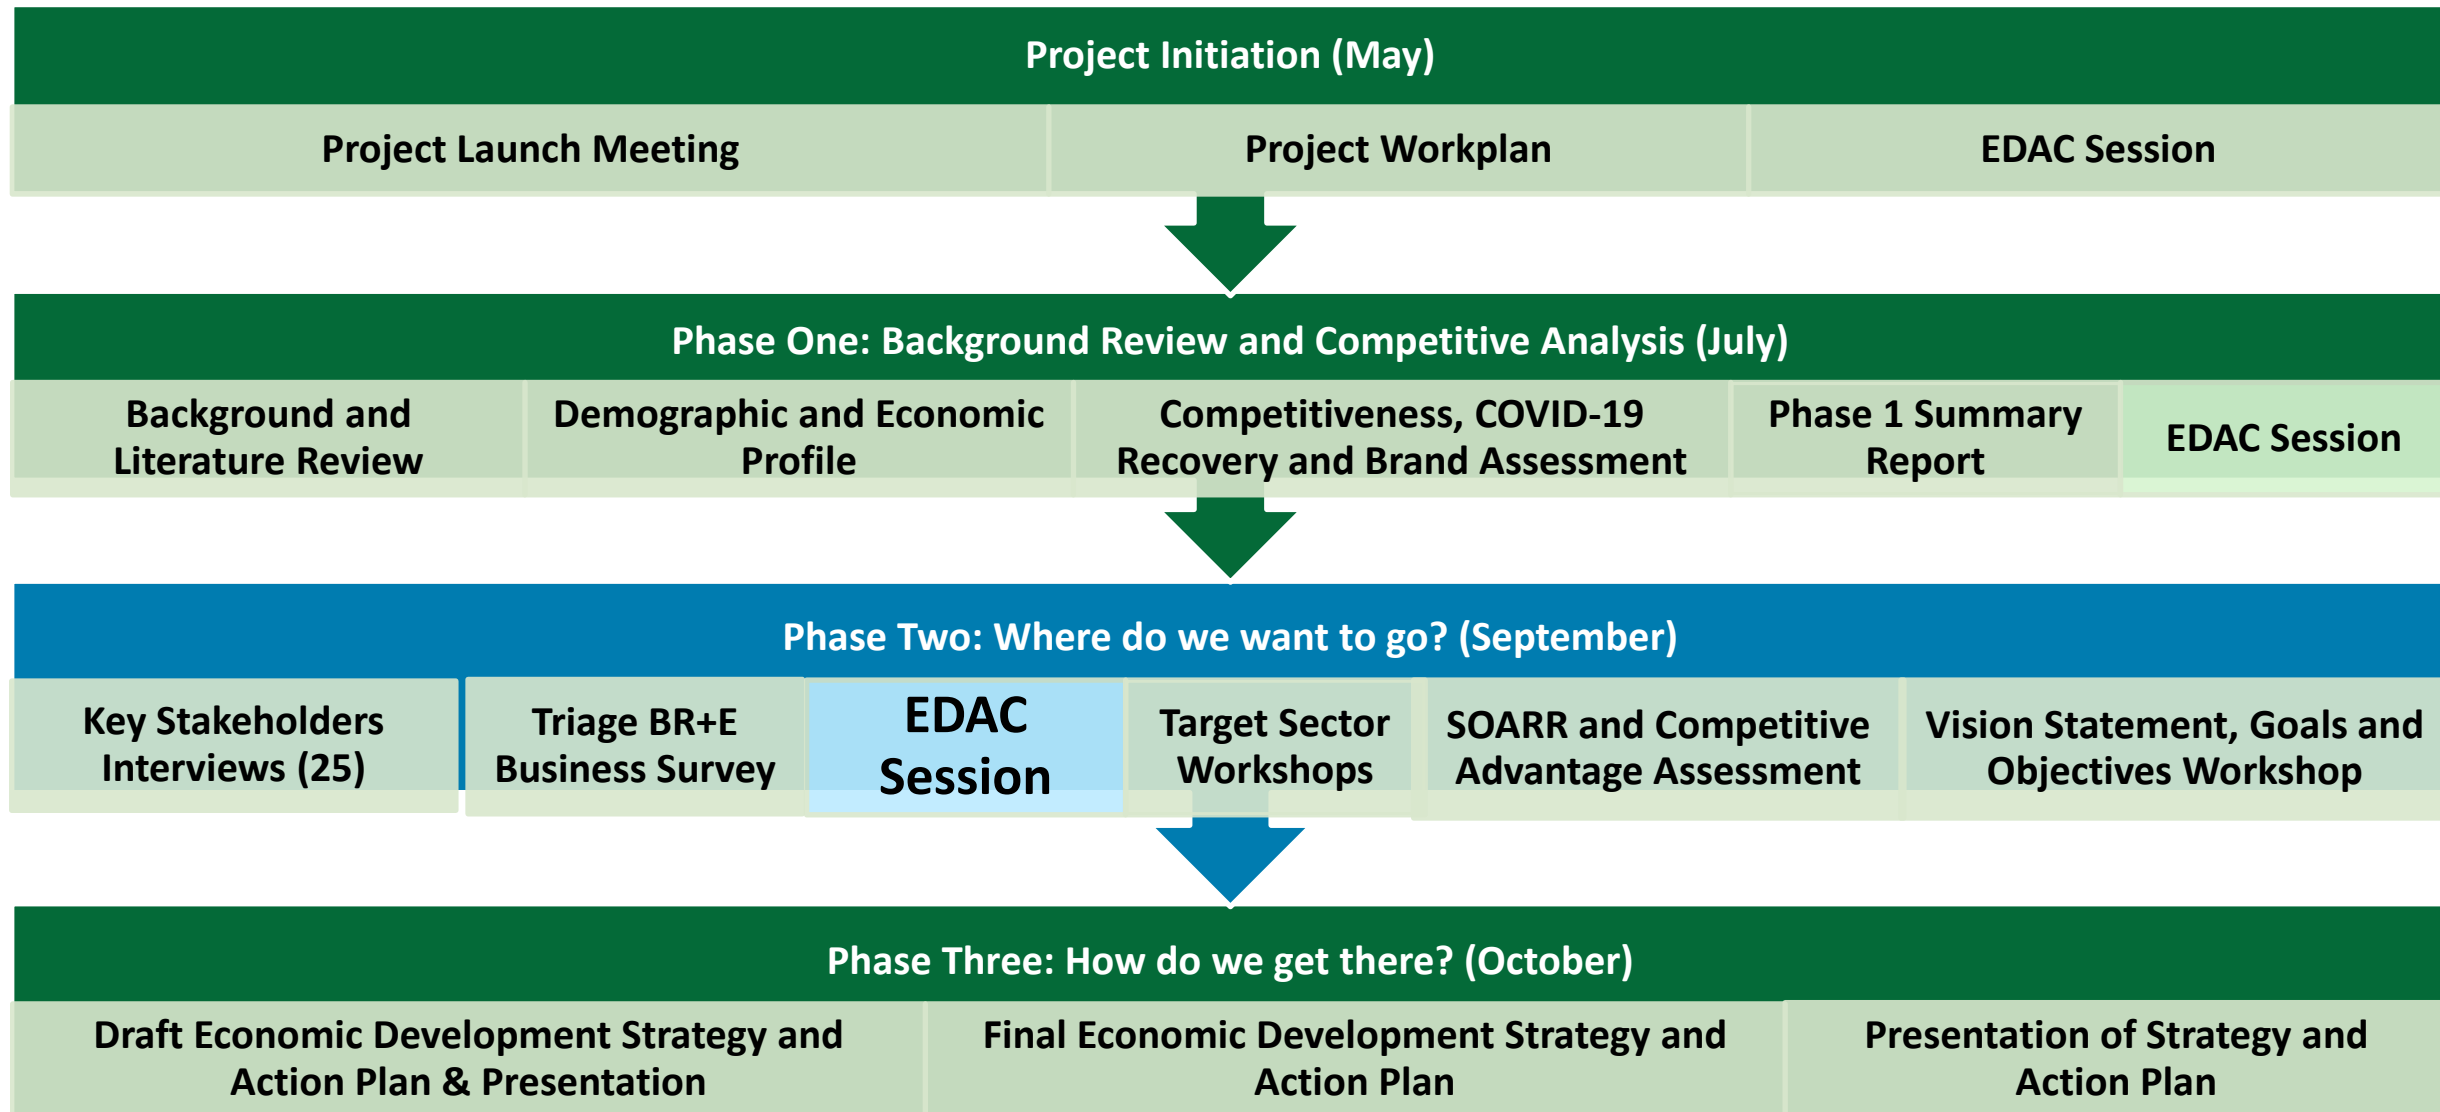 Project Initiation (May)
Project Launch Meeting
Project Workplan
EDAC Session
Phase One: Background Review and Competitive Analysis (July)
Background and
Literature Review
Demographic and Economic
Profile
Competitiveness, COVID-19
Recovery and Brand Assessment
Phase 1 Summary
Report
EDAC Session
Phase Two: Where do we want to go? (September)
Key Stakeholders
Interviews (25)
Triage BR+E
Business Survey
EDAC
Session
Target Sector
Workshops
SOARR and Competitive
Advantage Assessment
Vision Statement, Goals and
Objectives Workshop
Phase Three: How do we get there? (October)
Draft Economic Development Strategy and
Action Plan & Presentation
Final Economic Development Strategy and
Action Plan
Presentation of Strategy and
Action Plan